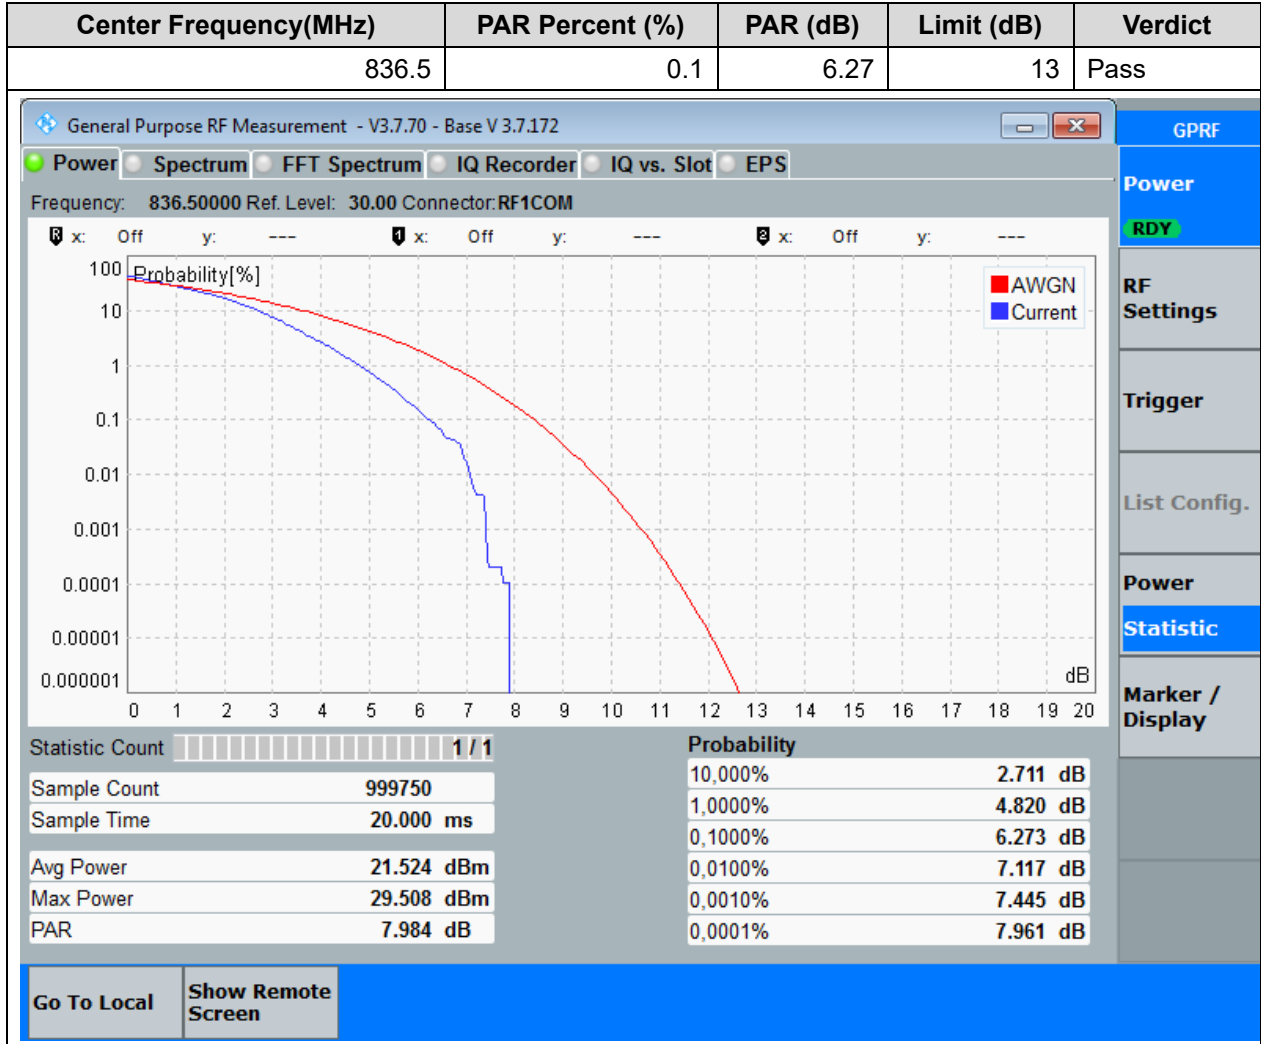 Center Frequency(MHz) PAR Percent (%) PAR (dB) Limit (dB) Verdict
836.5 0.1 6.27 13 Pass
General Purpose RF Measurement - V3.7.70 - Base V 3.7.172
GPRF
Power Spectrum FFT Spectrum IQ Recorder IQ vs. Slot EPS
Frequency: 836.50000 Ref. Level: 30.00 Connector: RF1COM
R x: Off y: --- 1 x: Off y: --- 2 x: Off y: ---
Probability[%]
AWGN
Current
100
10
1
0.1
0.01
0.001
0.0001
0.00001
0.000001
dB
0 1 2 3 4 5 6 7 8 9 10 11 12 13 14 15 16 17 18 19 20
Statistic Count 1 / 1
Sample Count 999750
Sample Time 20.000 ms
Avg Power 21.524 dBm
Max Power 29.508 dBm
PAR 7.984 dB
Probability
10,000% 2.711 dB
1,0000% 4.820 dB
0,1000% 6.273 dB
0,0100% 7.117 dB
0,0010% 7.445 dB
0,0001% 7.961 dB
Power
RDY
RF
Settings
Trigger
List Config.
Power
Statistic
Marker /
Display
Go To Local
Show Remote
Screen